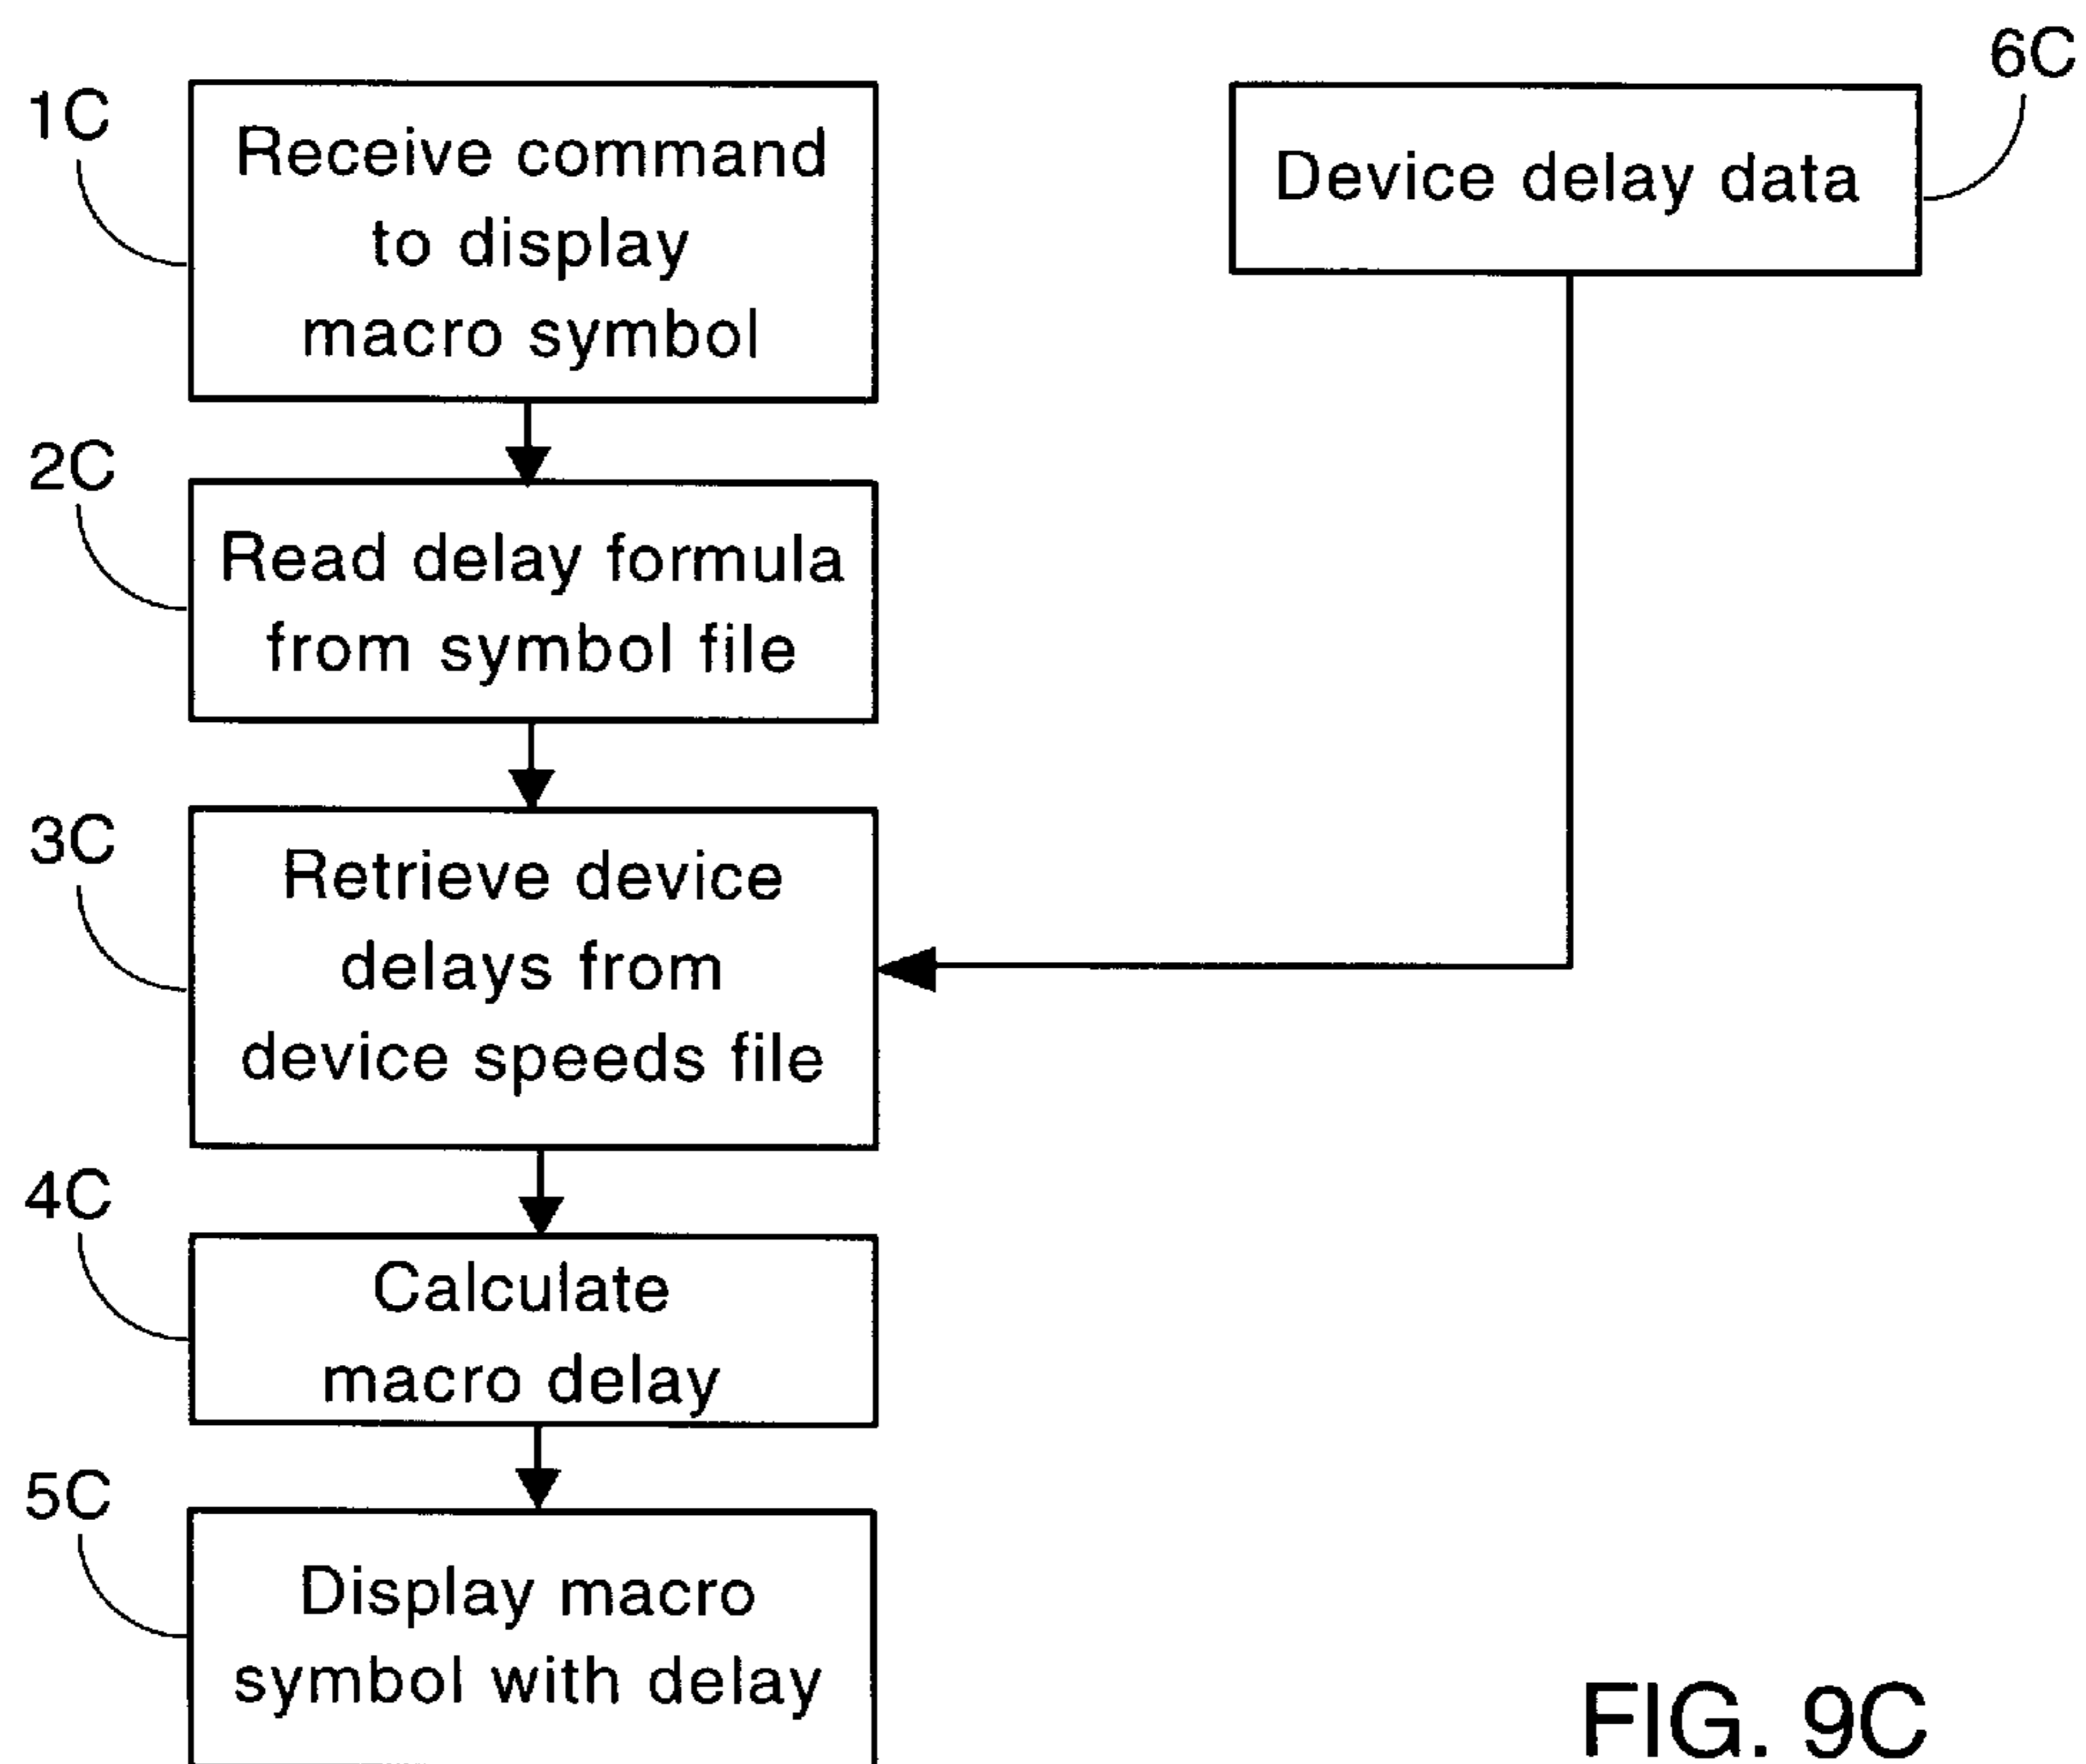 1C
Receive command
to display
macro symbol
6C
Device delay data
2C
Read delay formula
from symbol file
3C
Retrieve device
delays from
device speeds file
4C
Calculate
macro delay
5C
Display macro
symbol with delay
FIG. 9C